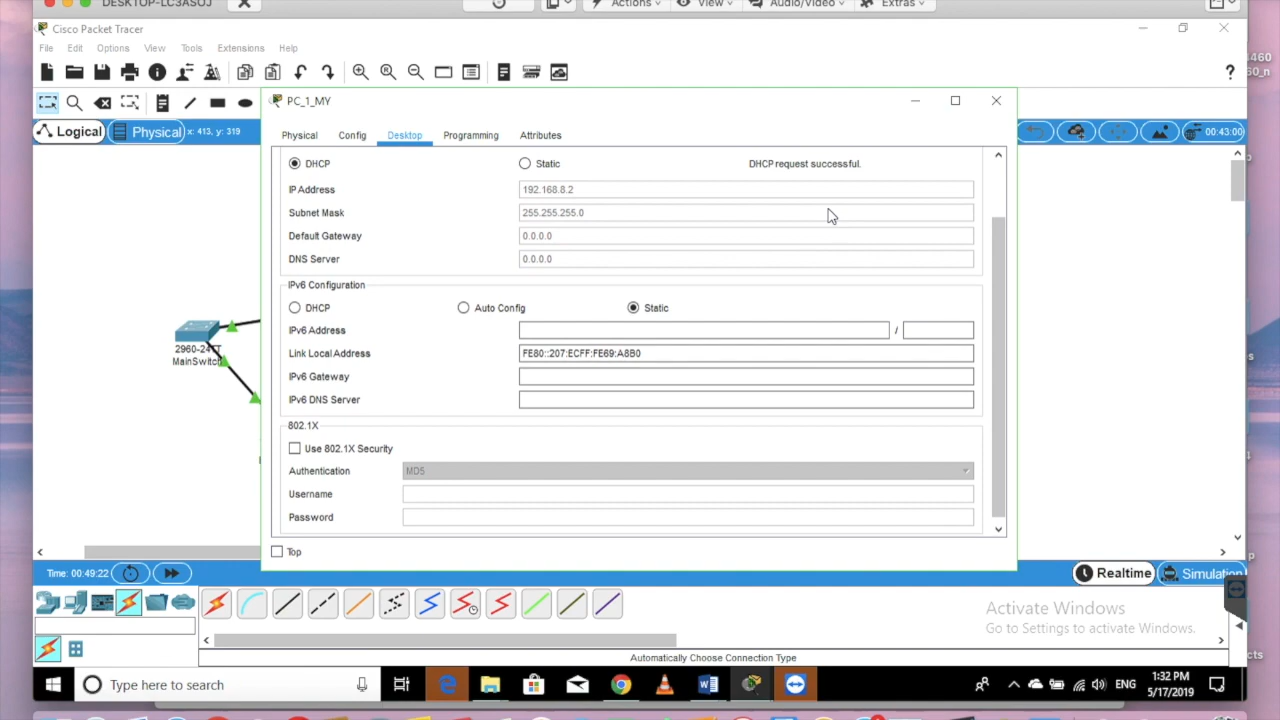 DESKTOP-LC3ASOJ
Actions
View
Audio/Video
Extras
Cisco Packet Tracer
File Edit Options View Tools Extensions Help
PC_1_MY
Logical
Physical
x: 413, y: 319
00:43:00
Physical Config Desktop Programming Attributes
DHCP
Static
DHCP request successful.
IP Address
192.168.8.2
Subnet Mask
255.255.255.0
Default Gateway
0.0.0.0
DNS Server
0.0.0.0
IPv6 Configuration
DHCP
Auto Config
Static
IPv6 Address
/
Link Local Address
FE80::207:ECFF:FE69:A8B0
IPv6 Gateway
IPv6 DNS Server
802.1X
Use 802.1X Security
Authentication
MD5
Username
Password
Top
2960-24TT
MainSwitch
Time: 00:49:22
Realtime
Simulation
Activate Windows
Go to Settings to activate Windows.
Automatically Choose Connection Type
Type here to search
ENG
1:32 PM
5/17/2019